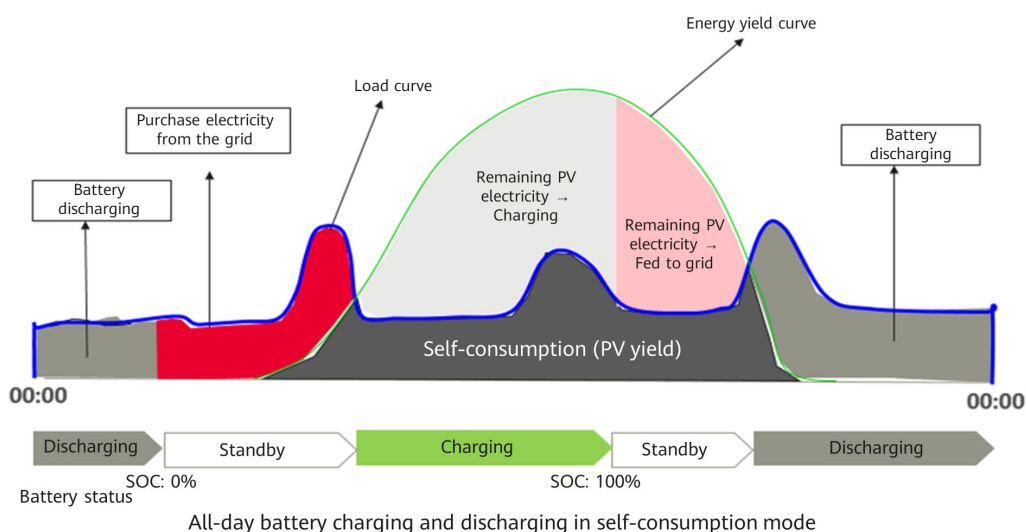 Energy yield curve
Load curve
Purchase electricity
from the grid
Battery
discharging
Battery
discharging
Remaining PV
electricity →
Charging
Remaining PV
electricity →
Fed to grid
Self-consumption (PV yield)
00:00
00:00
Discharging
Standby
Charging
Standby
Discharging
SOC: 0%
SOC: 100%
Battery status
All-day battery charging and discharging in self-consumption mode